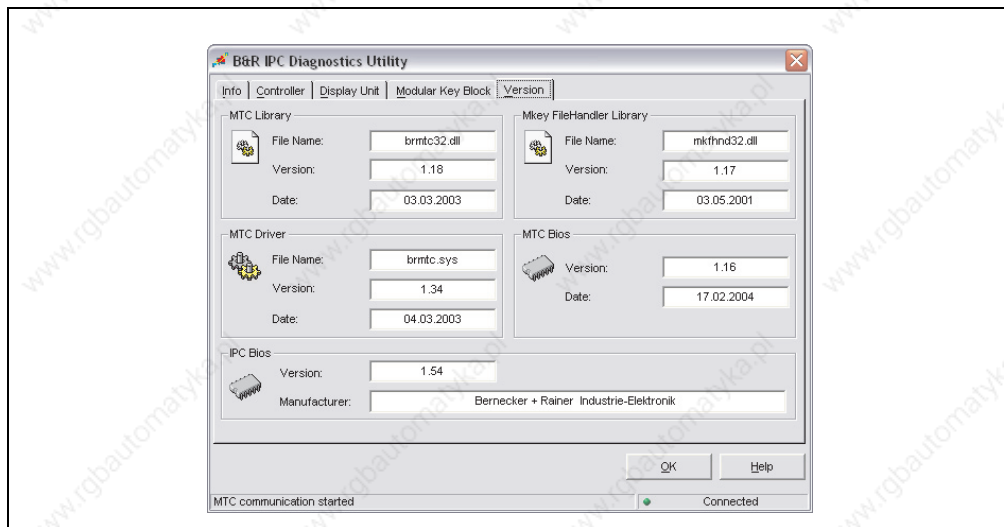 B&R IPC Diagnostics Utility
Info Controller Display Unit Modular Key Block Version
MTC Library
File Name: brmtc32.dll
Version: 1.18
Date: 03.03.2003
Mkey FileHandler Library
File Name: mkfhnd32.dll
Version: 1.17
Date: 03.05.2001
MTC Driver
File Name: brmtc.sys
Version: 1.34
Date: 04.03.2003
MTC Bios
Version: 1.16
Date: 17.02.2004
IPC Bios
Version: 1.54
Manufacturer: Bernecker + Rainer Industrie-Elektronik
OK Help
MTC communication started Connected
www.rgbautomatyka.pl